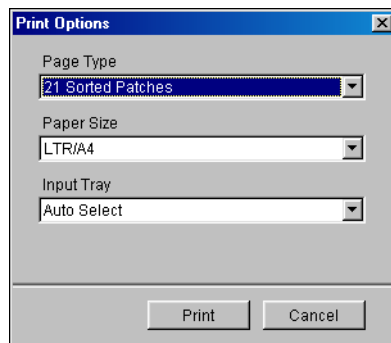 Print Options
Page Type
21 Sorted Patches
Paper Size
LTR/A4
Input Tray
Auto Select
Print Cancel